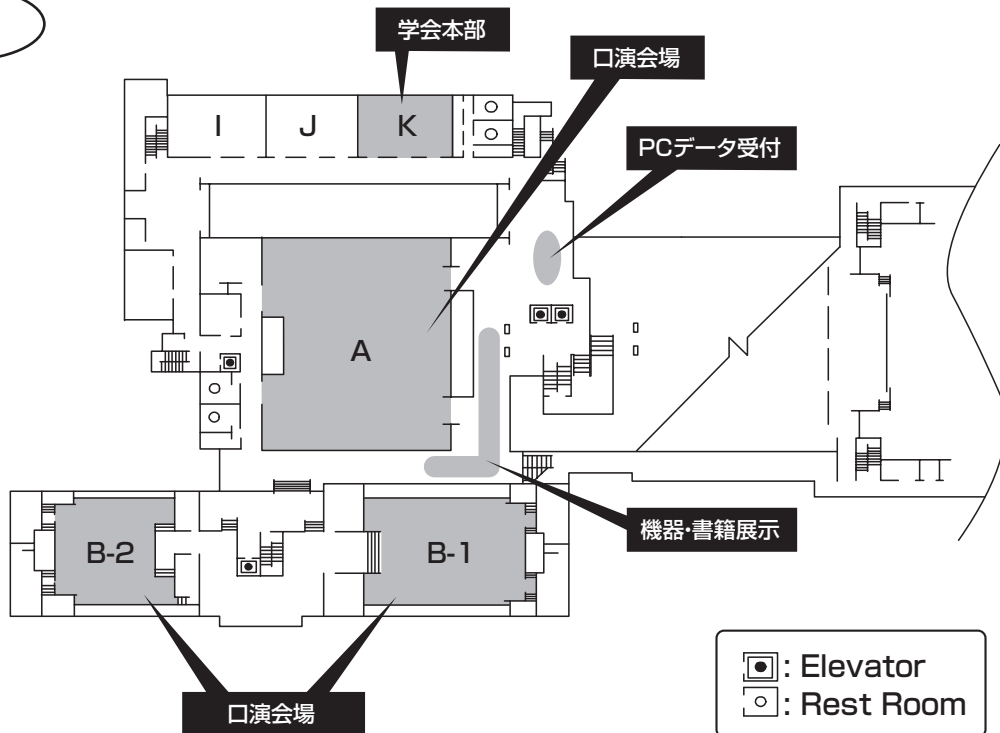 学会本部
口演会場
I
J
K
PCデータ受付
A
機器・書籍展示
B-2
B-1
口演会場
: Elevator
: Rest Room